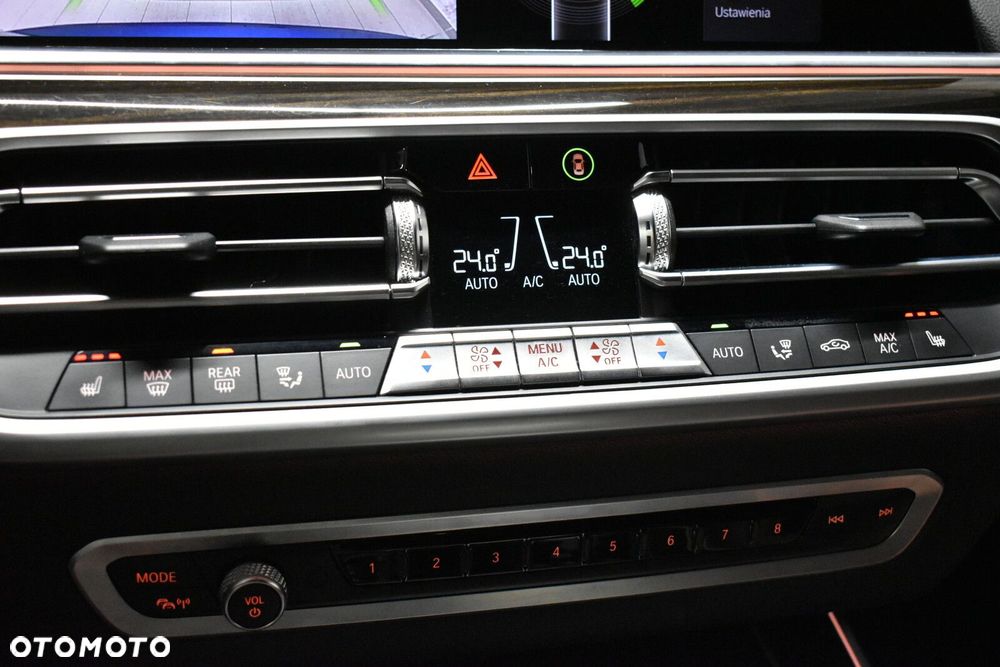 Ustawienia
24.0° 24.0°
AUTO A/C AUTO
MAX
REAR
AUTO
OFF
MENU
A/C
OFF
AUTO
MAX
A/C
MODE
VOL
1 2 3 4 5 6 7 8
OTOMOTO